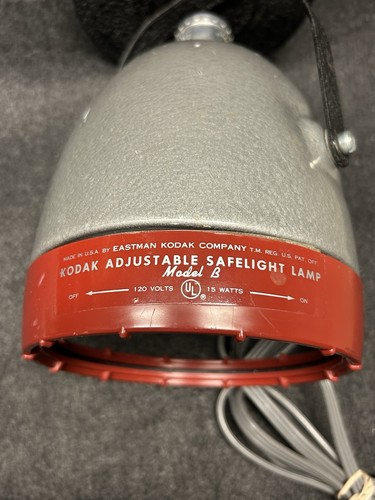 MADE IN U.S.A. BY EASTMAN KODAK COMPANY T.M. REG. U.S. PAT. OFF.
KODAK ADJUSTABLE SAFELIGHT LAMP
Model B
OFF 120 VOLTS UL ® 15 WATTS ON